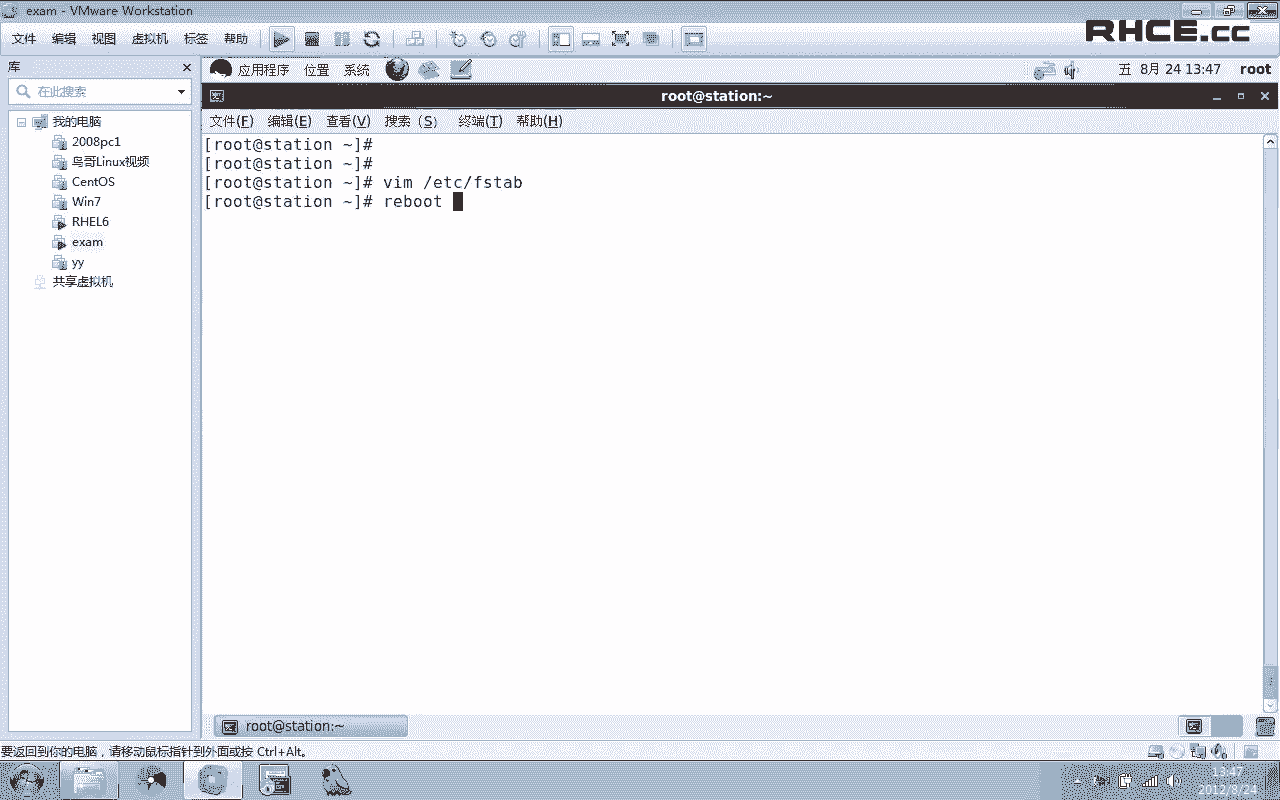 exam - VMware Workstation
文件 编辑 视图 虚拟机 标签 帮助
RHCE.cc
库
在此搜索
我的电脑
2008pc1
鸟哥Linux视频
CentOS
Win7
RHEL6
exam
yy
共享虚拟机
应用程序 位置 系统
五 8月 24 13:47 root
root@station:~
文件(F) 编辑(E) 查看(V) 搜索 (S) 终端(T) 帮助(H)
[root@station ~]#
[root@station ~]#
[root@station ~]# vim /etc/fstab
[root@station ~]# reboot
root@station:~
要返回到你的电脑，请移动鼠标指针到外面或按 Ctrl+Alt。
13:47
2012/8/24